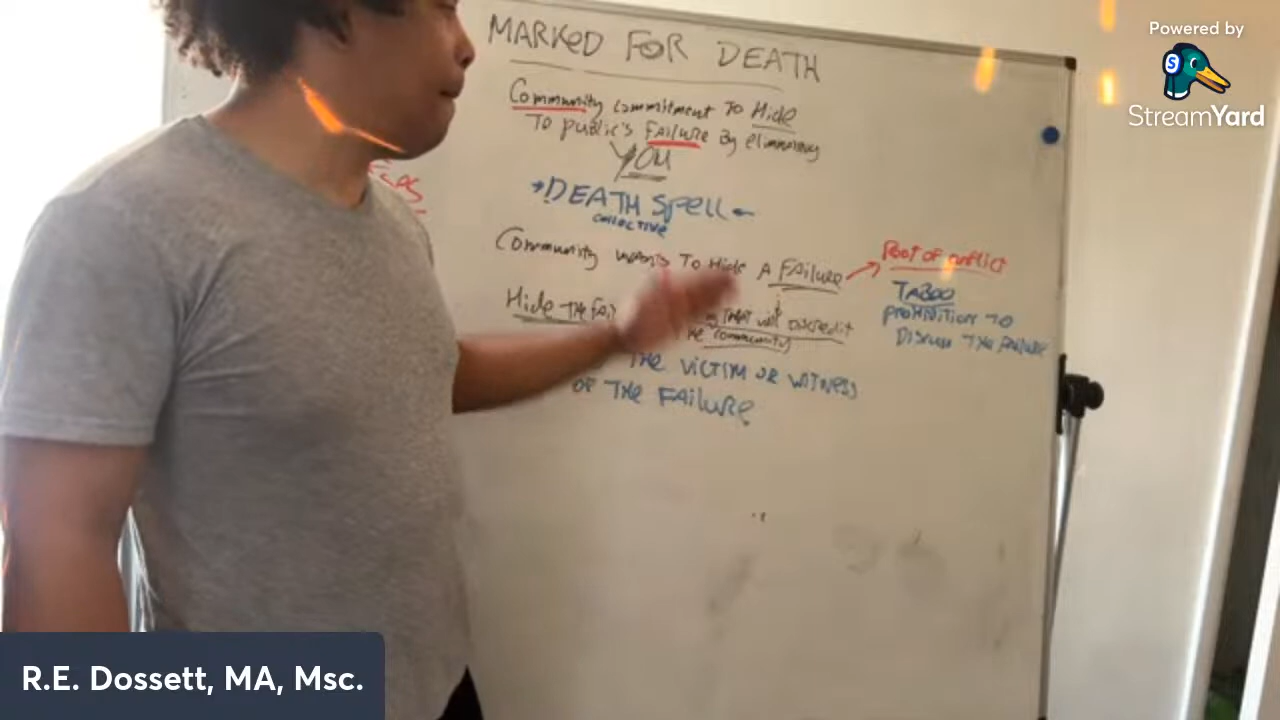 Powered by
StreamYard
MARKED FOR DEATH
Community commitment To Hide
To public's FAILURE By eliminating
YOU
DEATH Spell
COLLECTIVE
Community wants To Hide A FAILURE
Root of conflict
TABOO
PROHIBITION TO
DISCUSS THE FAILURE
Hide THE THAT will discredit
THE community
THE VICTIM OR WITNESS
OF THE FAILURE
R.E. Dossett, MA, Msc.